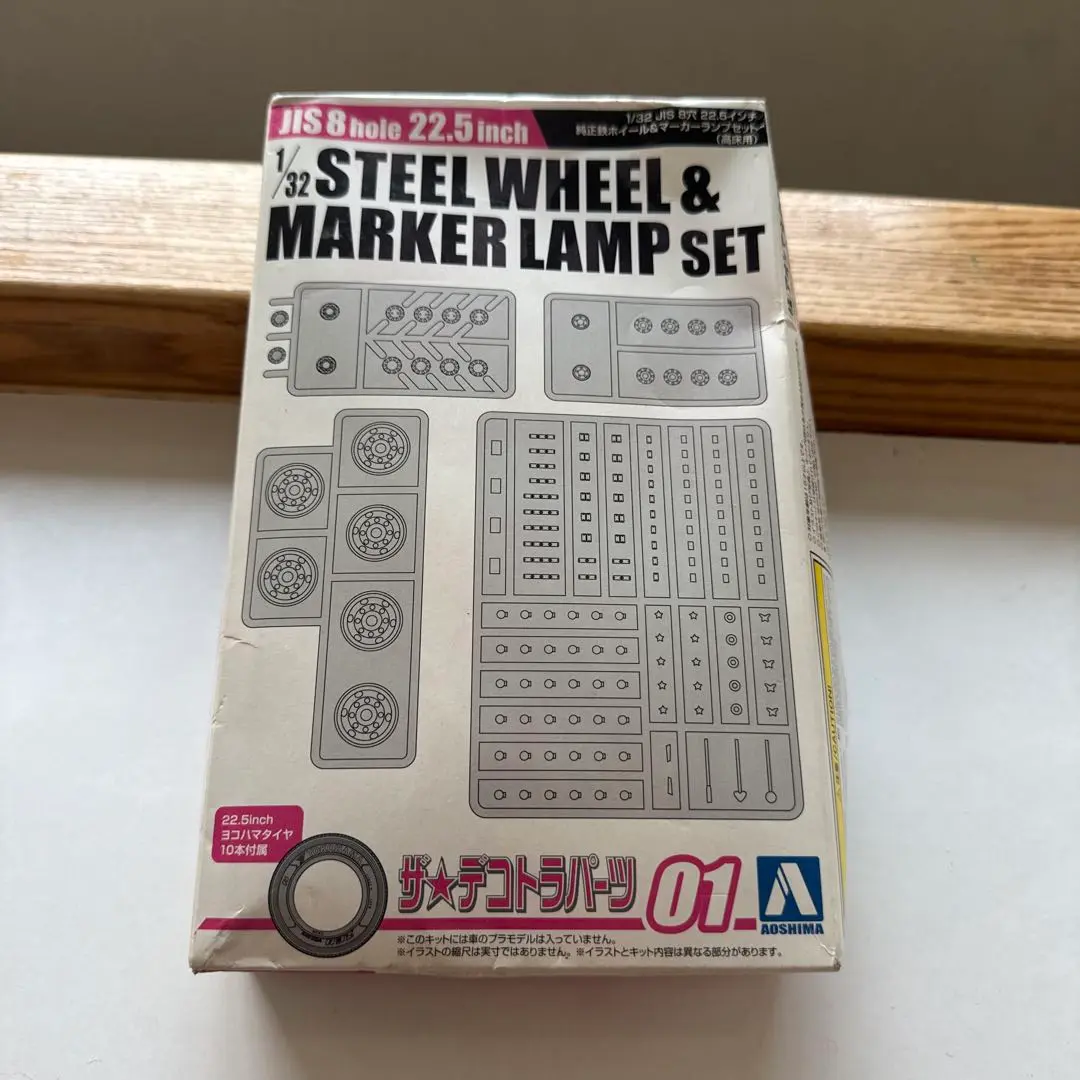 JIS 8 hole 22.5 inch
1/32 JIS 8穴 22.5インチ
純正鉄ホイール&マーカーランプセット
(高床用)
1/32 STEEL WHEEL &
MARKER LAMP SET
22.5inch
ヨコハマタイヤ
10本付属
ザ★デコトラパーツ 01
AOSHIMA
※このキットには車のプラモデルは入っていません。
※イラストの縮尺は実寸ではありません。※イラストとキット内容は異なる部分があります。
CAUTION!